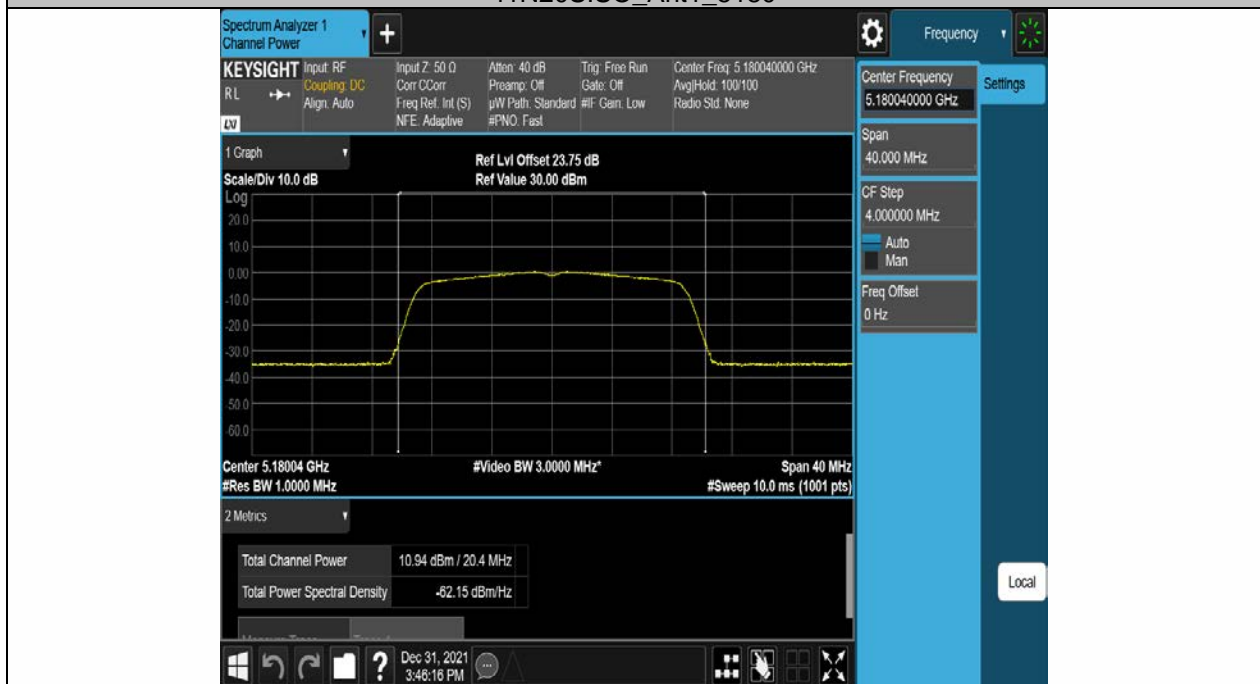 Spectrum Analyzer 1
Channel Power
Frequency
KEYSIGHT
RL
LXI
Input: RF
Coupling: DC
Align: Auto
Input Z: 50 Ω
Corr CCorr
Freq Ref: Int (S)
NFE: Adaptive
Atten: 40 dB
Preamp: Off
µW Path: Standard
#PNO: Fast
Trig: Free Run
Gate: Off
#IF Gain: Low
Center Freq: 5.180040000 GHz
Avg|Hold: 100/100
Radio Std: None
Center Frequency
5.180040000 GHz
Settings
Span
40.000 MHz
CF Step
4.000000 MHz
Auto
Man
Freq Offset
0 Hz
1 Graph
Scale/Div 10.0 dB
Ref Lvl Offset 23.75 dB
Ref Value 30.00 dBm
Log
20.0
10.0
0.00
-10.0
-20.0
-30.0
-40.0
-50.0
-60.0
Center 5.18004 GHz
#Video BW 3.0000 MHz*
Span 40 MHz
#Res BW 1.0000 MHz
#Sweep 10.0 ms (1001 pts)
2 Metrics
Total Channel Power 10.94 dBm / 20.4 MHz
Total Power Spectral Density -62.15 dBm/Hz
Local
?
Dec 31, 2021
3:46:16 PM